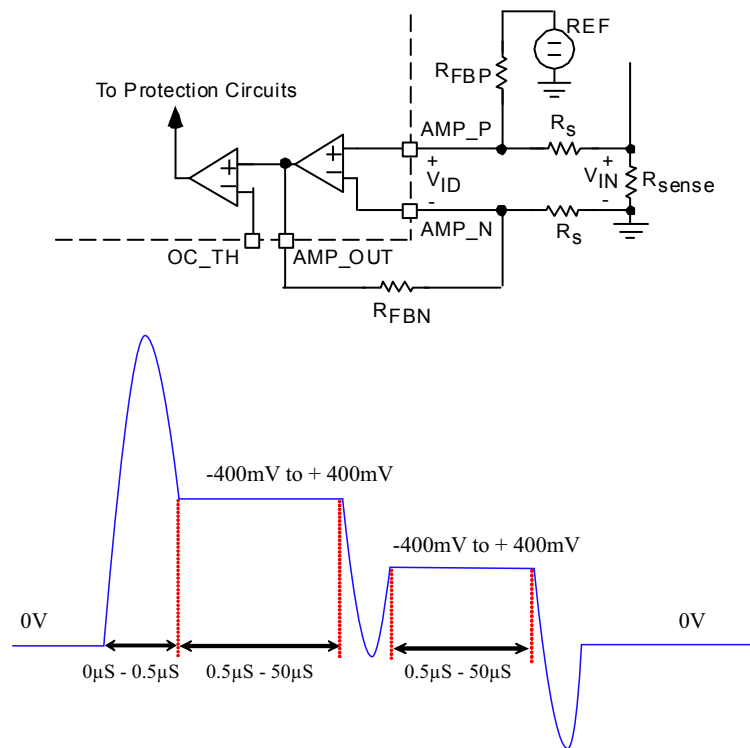 REF
RFBP
To Protection Circuits
AMP_P
Rs
+
+
+
+
VID
VIN
Rsense
-
-
-
-
AMP_N
Rs
OC_TH
AMP_OUT
RFBN
-400mV to + 400mV
-400mV to + 400mV
0V
0V
0µS - 0.5µS
0.5µS - 50µS
0.5µS - 50µS